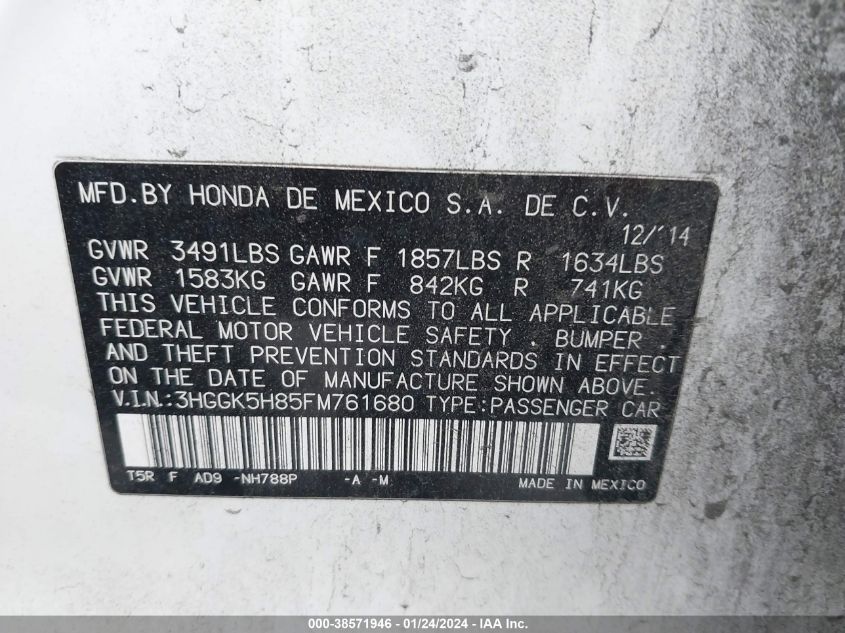 MFD.BY HONDA DE MEXICO S.A. DE C.V.
12/'14
GVWR 3491LBS GAWR F 1857LBS R 1634LBS
GVWR 1583KG GAWR F 842KG R 741KG
THIS VEHICLE CONFORMS TO ALL APPLICABLE
FEDERAL MOTOR VEHICLE SAFETY , BUMPER ,
AND THEFT PREVENTION STANDARDS IN EFFECT
ON THE DATE OF MANUFACTURE SHOWN ABOVE.
V.I.N.:3HGGK5H85FM761680 TYPE:PASSENGER CAR
T5R F AD9 -NH788P -A -M MADE IN MEXICO
000-38571946 - 01/24/2024 - IAA Inc.